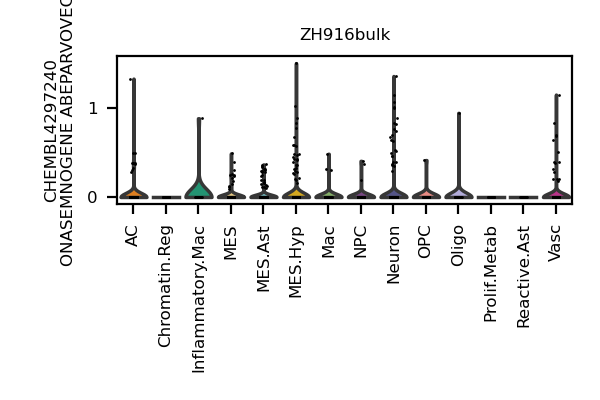 ZH916bulk
CHEMBL4297240
ONASEMNOGENE ABEPARVOVEC
1
0
AC
Chromatin.Reg
Inflammatory.Mac
MES
MES.Ast
MES.Hyp
Mac
NPC
Neuron
OPC
Oligo
Prolif.Metab
Reactive.Ast
Vasc